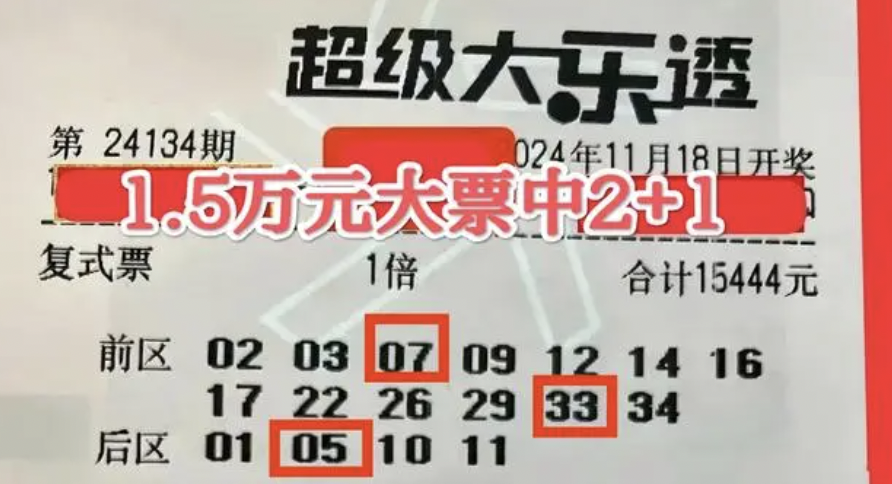 超级大乐透
第 24134期
2024年11月18日开奖
1.5万元大票中2+1
复式票 1倍 合计15444元
前区 02 03 07 09 12 14 16
17 22 26 29 33 34
后区 01 05 10 11